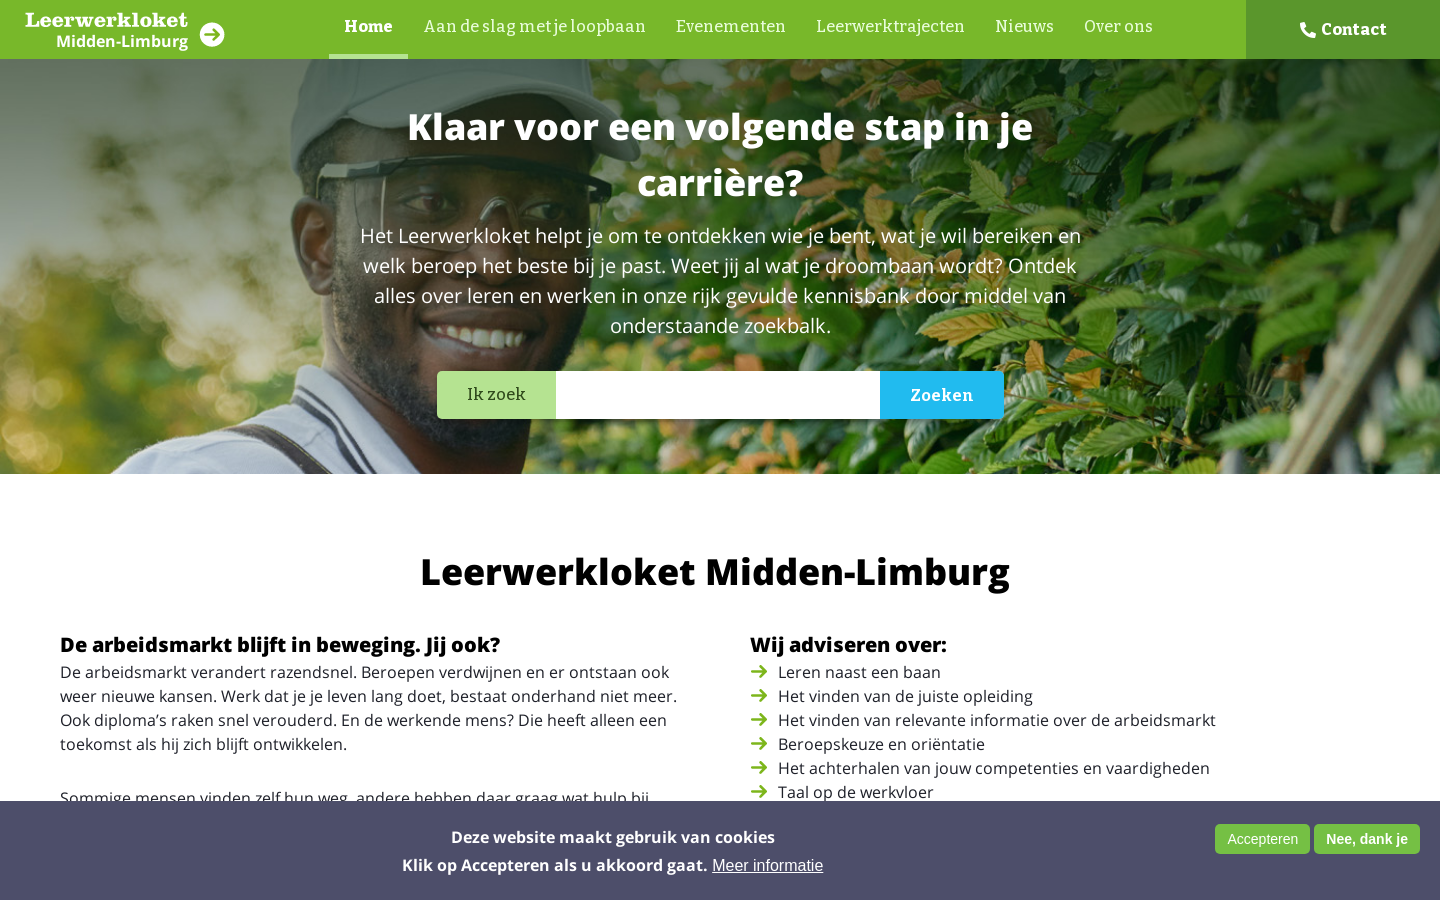 Leerwerkloket
Midden-Limburg
Home
Aan de slag met je loopbaan
Evenementen
Leerwerktrajecten
Nieuws
Over ons
Contact
Klaar voor een volgende stap in je
carrière?
Het Leerwerkloket helpt je om te ontdekken wie je bent, wat je wil bereiken en
welk beroep het beste bij je past. Weet jij al wat je droombaan wordt? Ontdek
alles over leren en werken in onze rijk gevulde kennisbank door middel van
onderstaande zoekbalk.
Ik zoek
Zoeken
Leerwerkloket Midden-Limburg
De arbeidsmarkt blijft in beweging. Jij ook?
De arbeidsmarkt verandert razendsnel. Beroepen verdwijnen en er ontstaan ook
weer nieuwe kansen. Werk dat je je leven lang doet, bestaat onderhand niet meer.
Ook diploma’s raken snel verouderd. En de werkende mens? Die heeft alleen een
toekomst als hij zich blijft ontwikkelen.
Sommige mensen vinden zelf hun weg, andere hebben daar graag wat hulp bij
Wij adviseren over:
Leren naast een baan
Het vinden van de juiste opleiding
Het vinden van relevante informatie over de arbeidsmarkt
Beroepskeuze en oriëntatie
Het achterhalen van jouw competenties en vaardigheden
Taal op de werkvloer
Deze website maakt gebruik van cookies
Klik op Accepteren als u akkoord gaat. Meer informatie
Accepteren
Nee, dank je